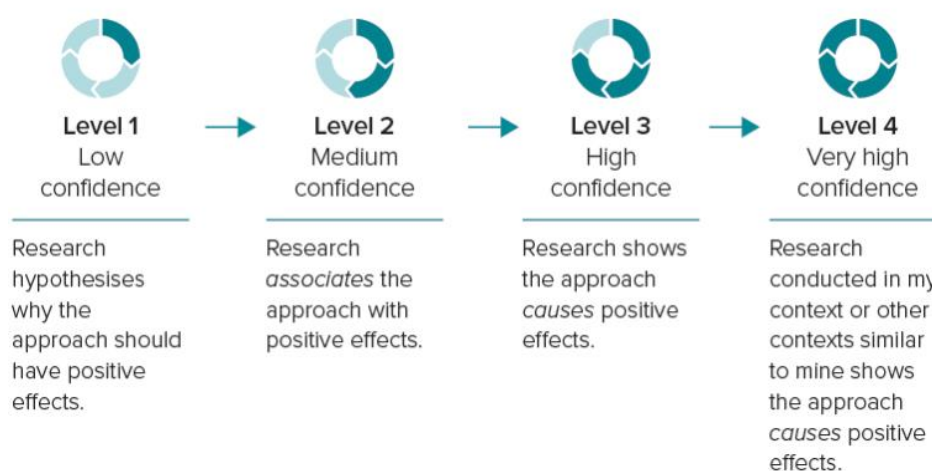 Level 1
Low
confidence
Research
hypothesises
why the
approach should
have positive
effects.
Level 2
Medium
confidence
Research
associates the
approach with
positive effects.
Level 3
High
confidence
Research shows
the approach
causes positive
effects.
Level 4
Very high
confidence
Research
conducted in my
context or other
contexts similar
to mine shows
the approach
causes positive
effects.